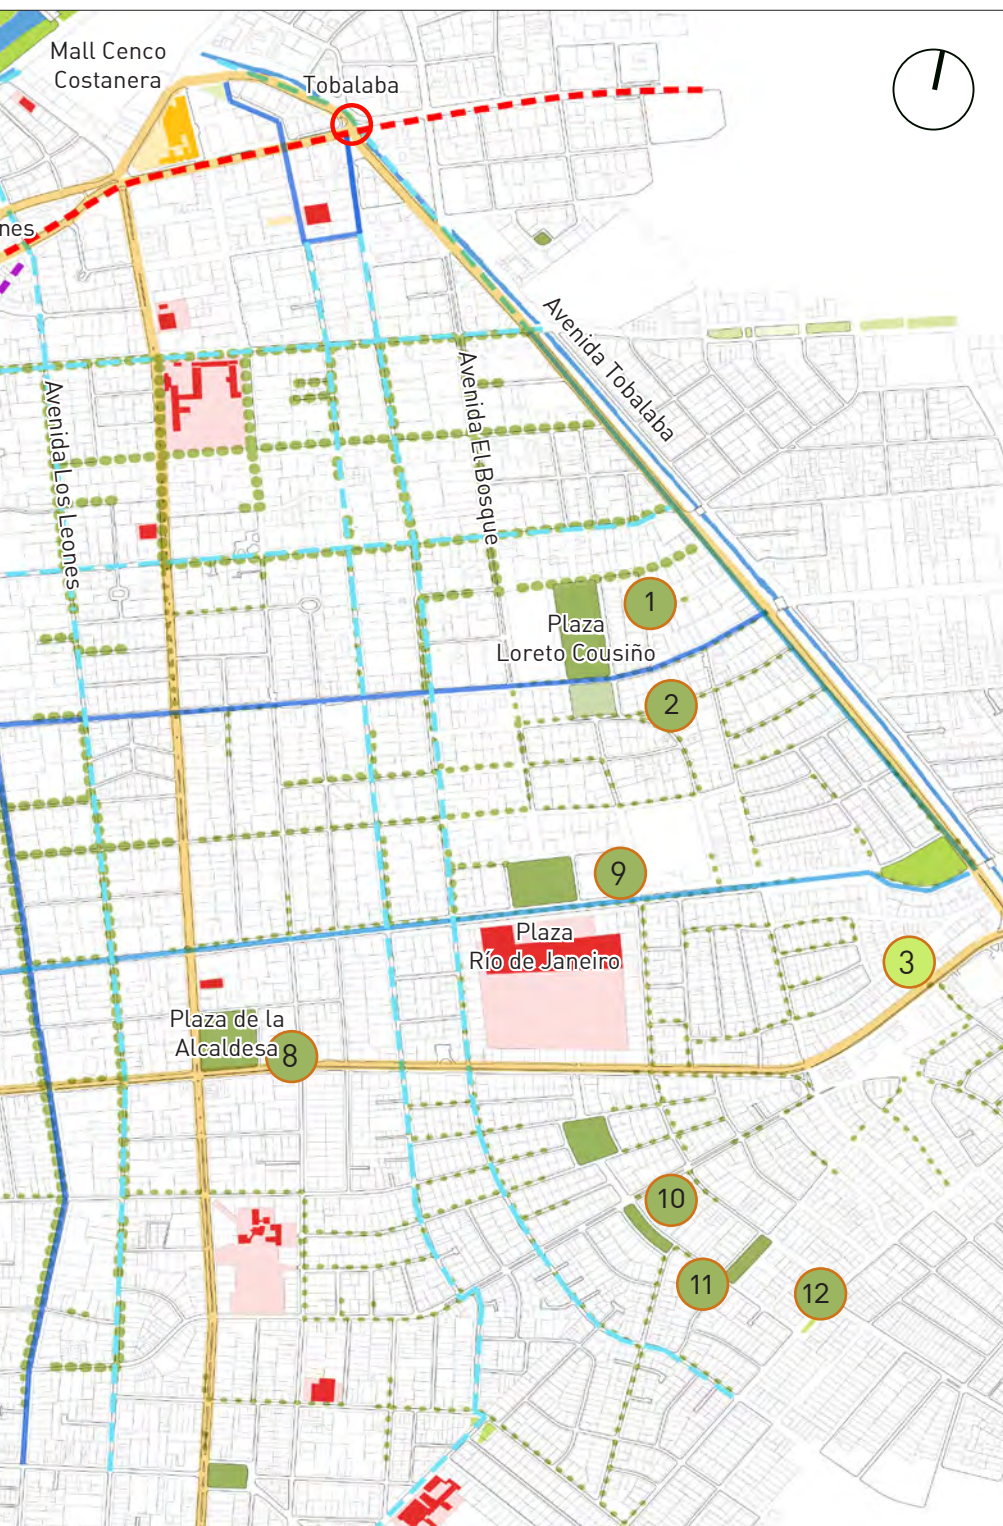 Mall Cenco
Costanera
Tobalaba
nes
Avenida Tobalaba
Avenida Los Leones
Avenida El Bosque
1
Plaza
Loreto Cousiño
2
9
Plaza
Río de Janeiro
3
Plaza de la
Alcaldesa
8
10
11
12